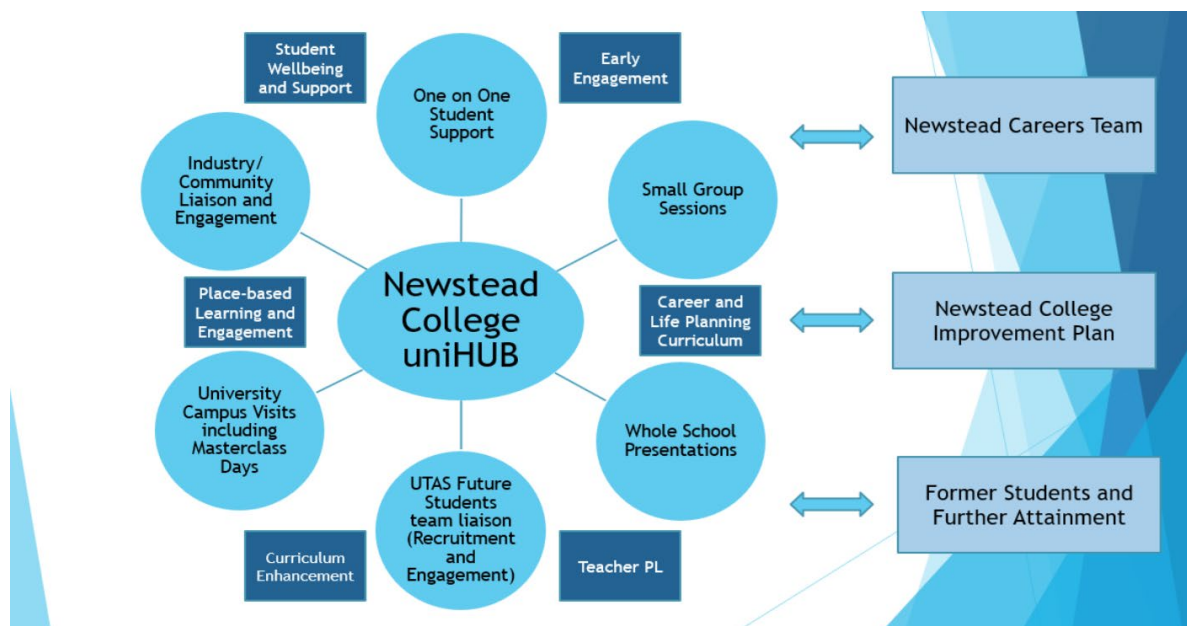 Student
Wellbeing
and Support
One on One
Student
Support
Early
Engagement
Newstead Careers Team
Industry/
Community
Liaison and
Engagement
Small Group
Sessions
Newstead
College
uniHUB
Place-based
Learning and
Engagement
Career and
Life Planning
Curriculum
Newstead College
Improvement Plan
University
Campus Visits
including
Masterclass
Days
Whole School
Presentations
UTAS Future
Students
team liaison
(Recruitment
and
Engagement)
Former Students and
Further Attainment
Curriculum
Enhancement
Teacher PL